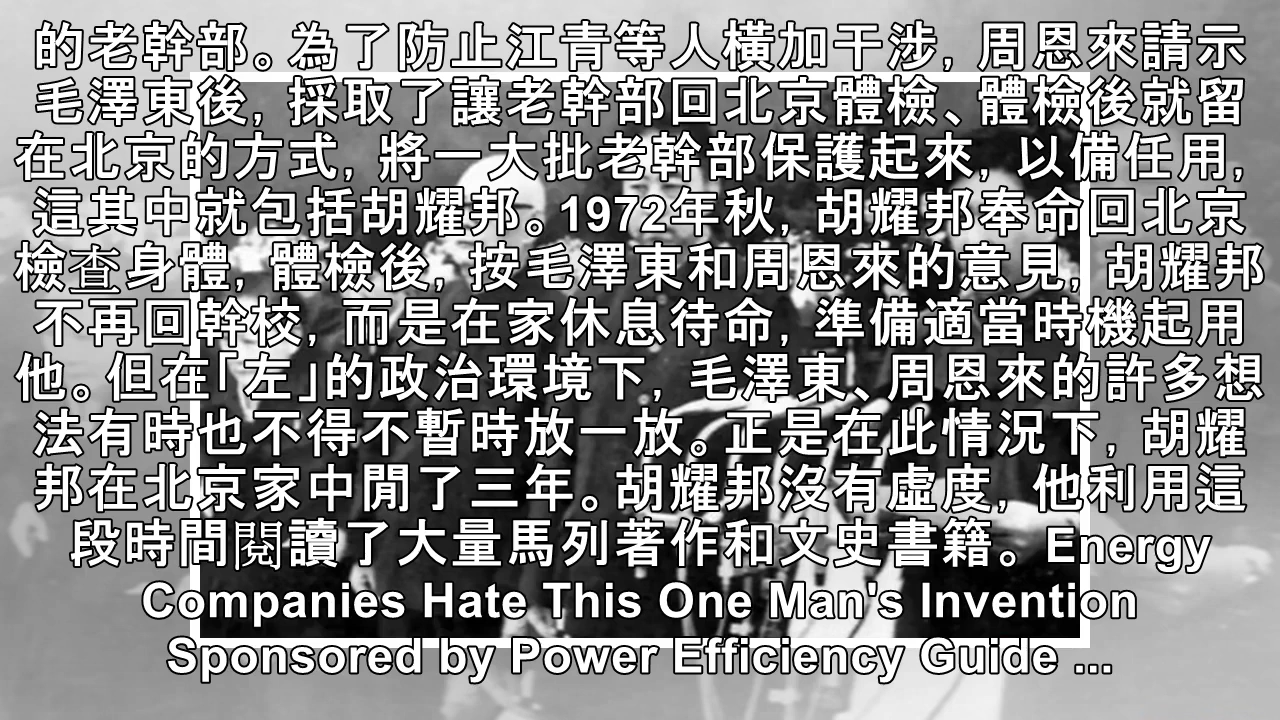 的老幹部。為了防止江青等人橫加干涉，周恩來請示
毛澤東後，採取了讓老幹部回北京體檢、體檢後就留
在北京的方式，將一大批老幹部保護起來，以備任用，
這其中就包括胡耀邦。1972年秋，胡耀邦奉命回北京
檢查身體，體檢後，按毛澤東和周恩來的意見，胡耀邦
不再回幹校，而是在家休息待命，準備適當時機起用
他。但在「左」的政治環境下，毛澤東、周恩來的許多想
法有時也不得不暫時放一放。正是在此情況下，胡耀
邦在北京家中閒了三年。胡耀邦沒有虛度，他利用這
段時間閱讀了大量馬列著作和文史書籍。Energy
Companies Hate This One Man's Invention
Sponsored by Power Efficiency Guide ...